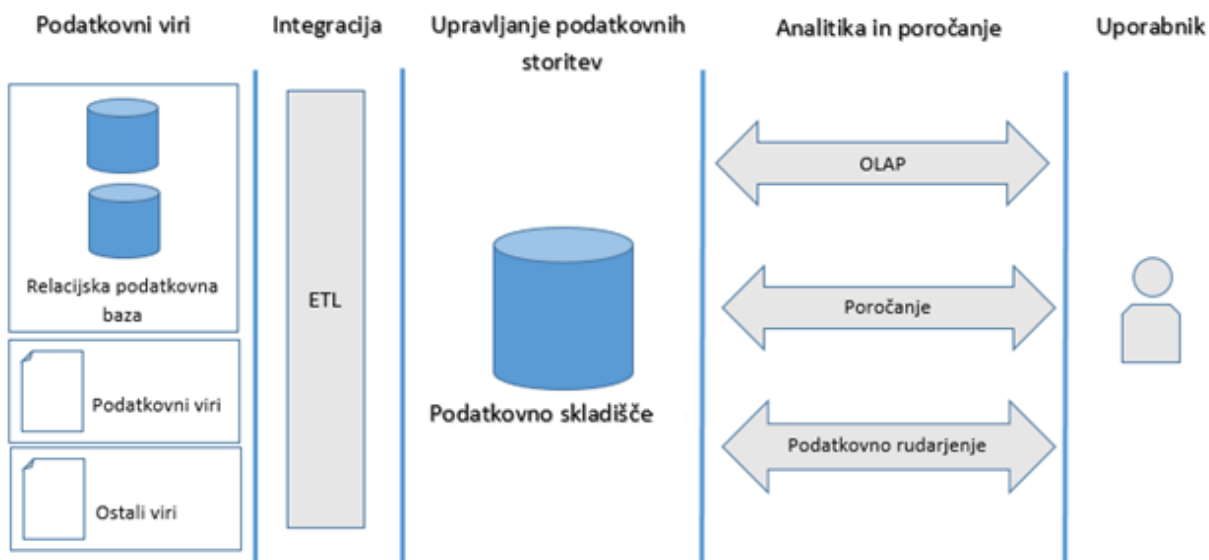 Podatkovni viri
Integracija
Upravljanje podatkovnih
storitev
Analitika in poročanje
Uporabnik
Relacijska podatkovna
baza
Podatkovni viri
Ostali viri
ETL
Podatkovno skladišče
OLAP
Poročanje
Podatkovno rudarjenje